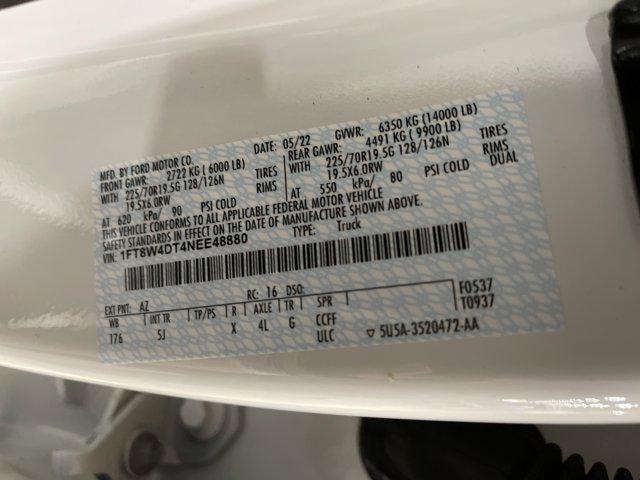 MFD. BY FORD MOTOR CO. DATE: 05/22 GVWR: 6350 KG (14000 LB)
FRONT GAWR: 2722 KG ( 6000 LB) REAR GAWR: 4491 KG ( 9900 LB)
WITH 225/70R19.5G 128/126N TIRES WITH 225/70R19.5G 128/126N TIRES
19.5X6.0RW RIMS 19.5X6.0RW RIMS
AT 620 kPa/ 90 PSI COLD AT 550 kPa/ 80 PSI COLD DUAL
THIS VEHICLE CONFORMS TO ALL APPLICABLE FEDERAL MOTOR VEHICLE
SAFETY STANDARDS IN EFFECT ON THE DATE OF MANUFACTURE SHOWN ABOVE.
VIN: 1FT8W4DT4NEE48880 TYPE: Truck
EXT PNT: AZ RC: 16 DSO: F0537
WB INT TR TP/PS R AXLE TR SPR T0937
176 5J X 4L G CCFF
ULC ▽ 5U5A-3520472-AA